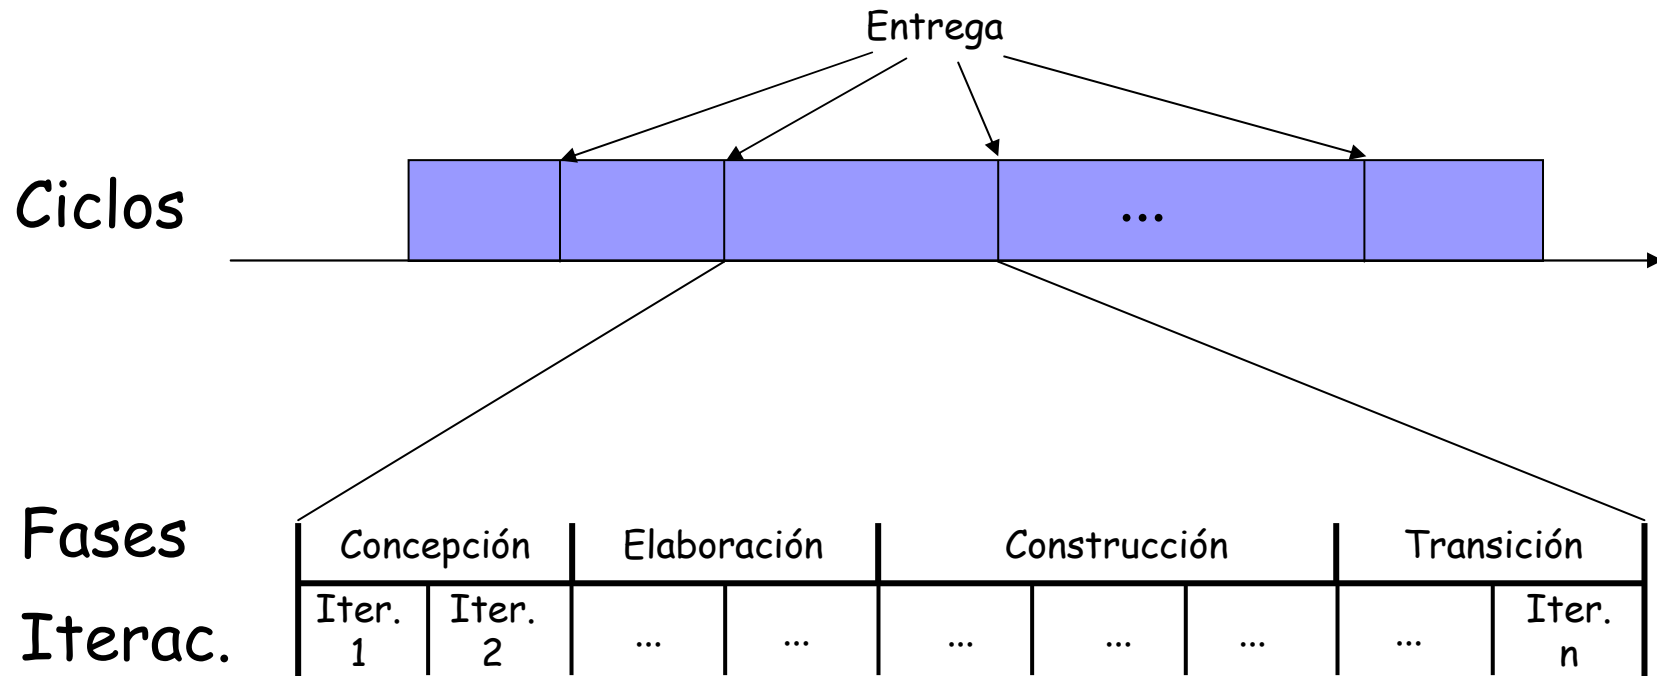 Entrega
Ciclos
...
Fases
Concepción Elaboración Construcción Transición
Iterac.
Iter. Iter. Iter.
1 2 ... ... ... ... ... ... n